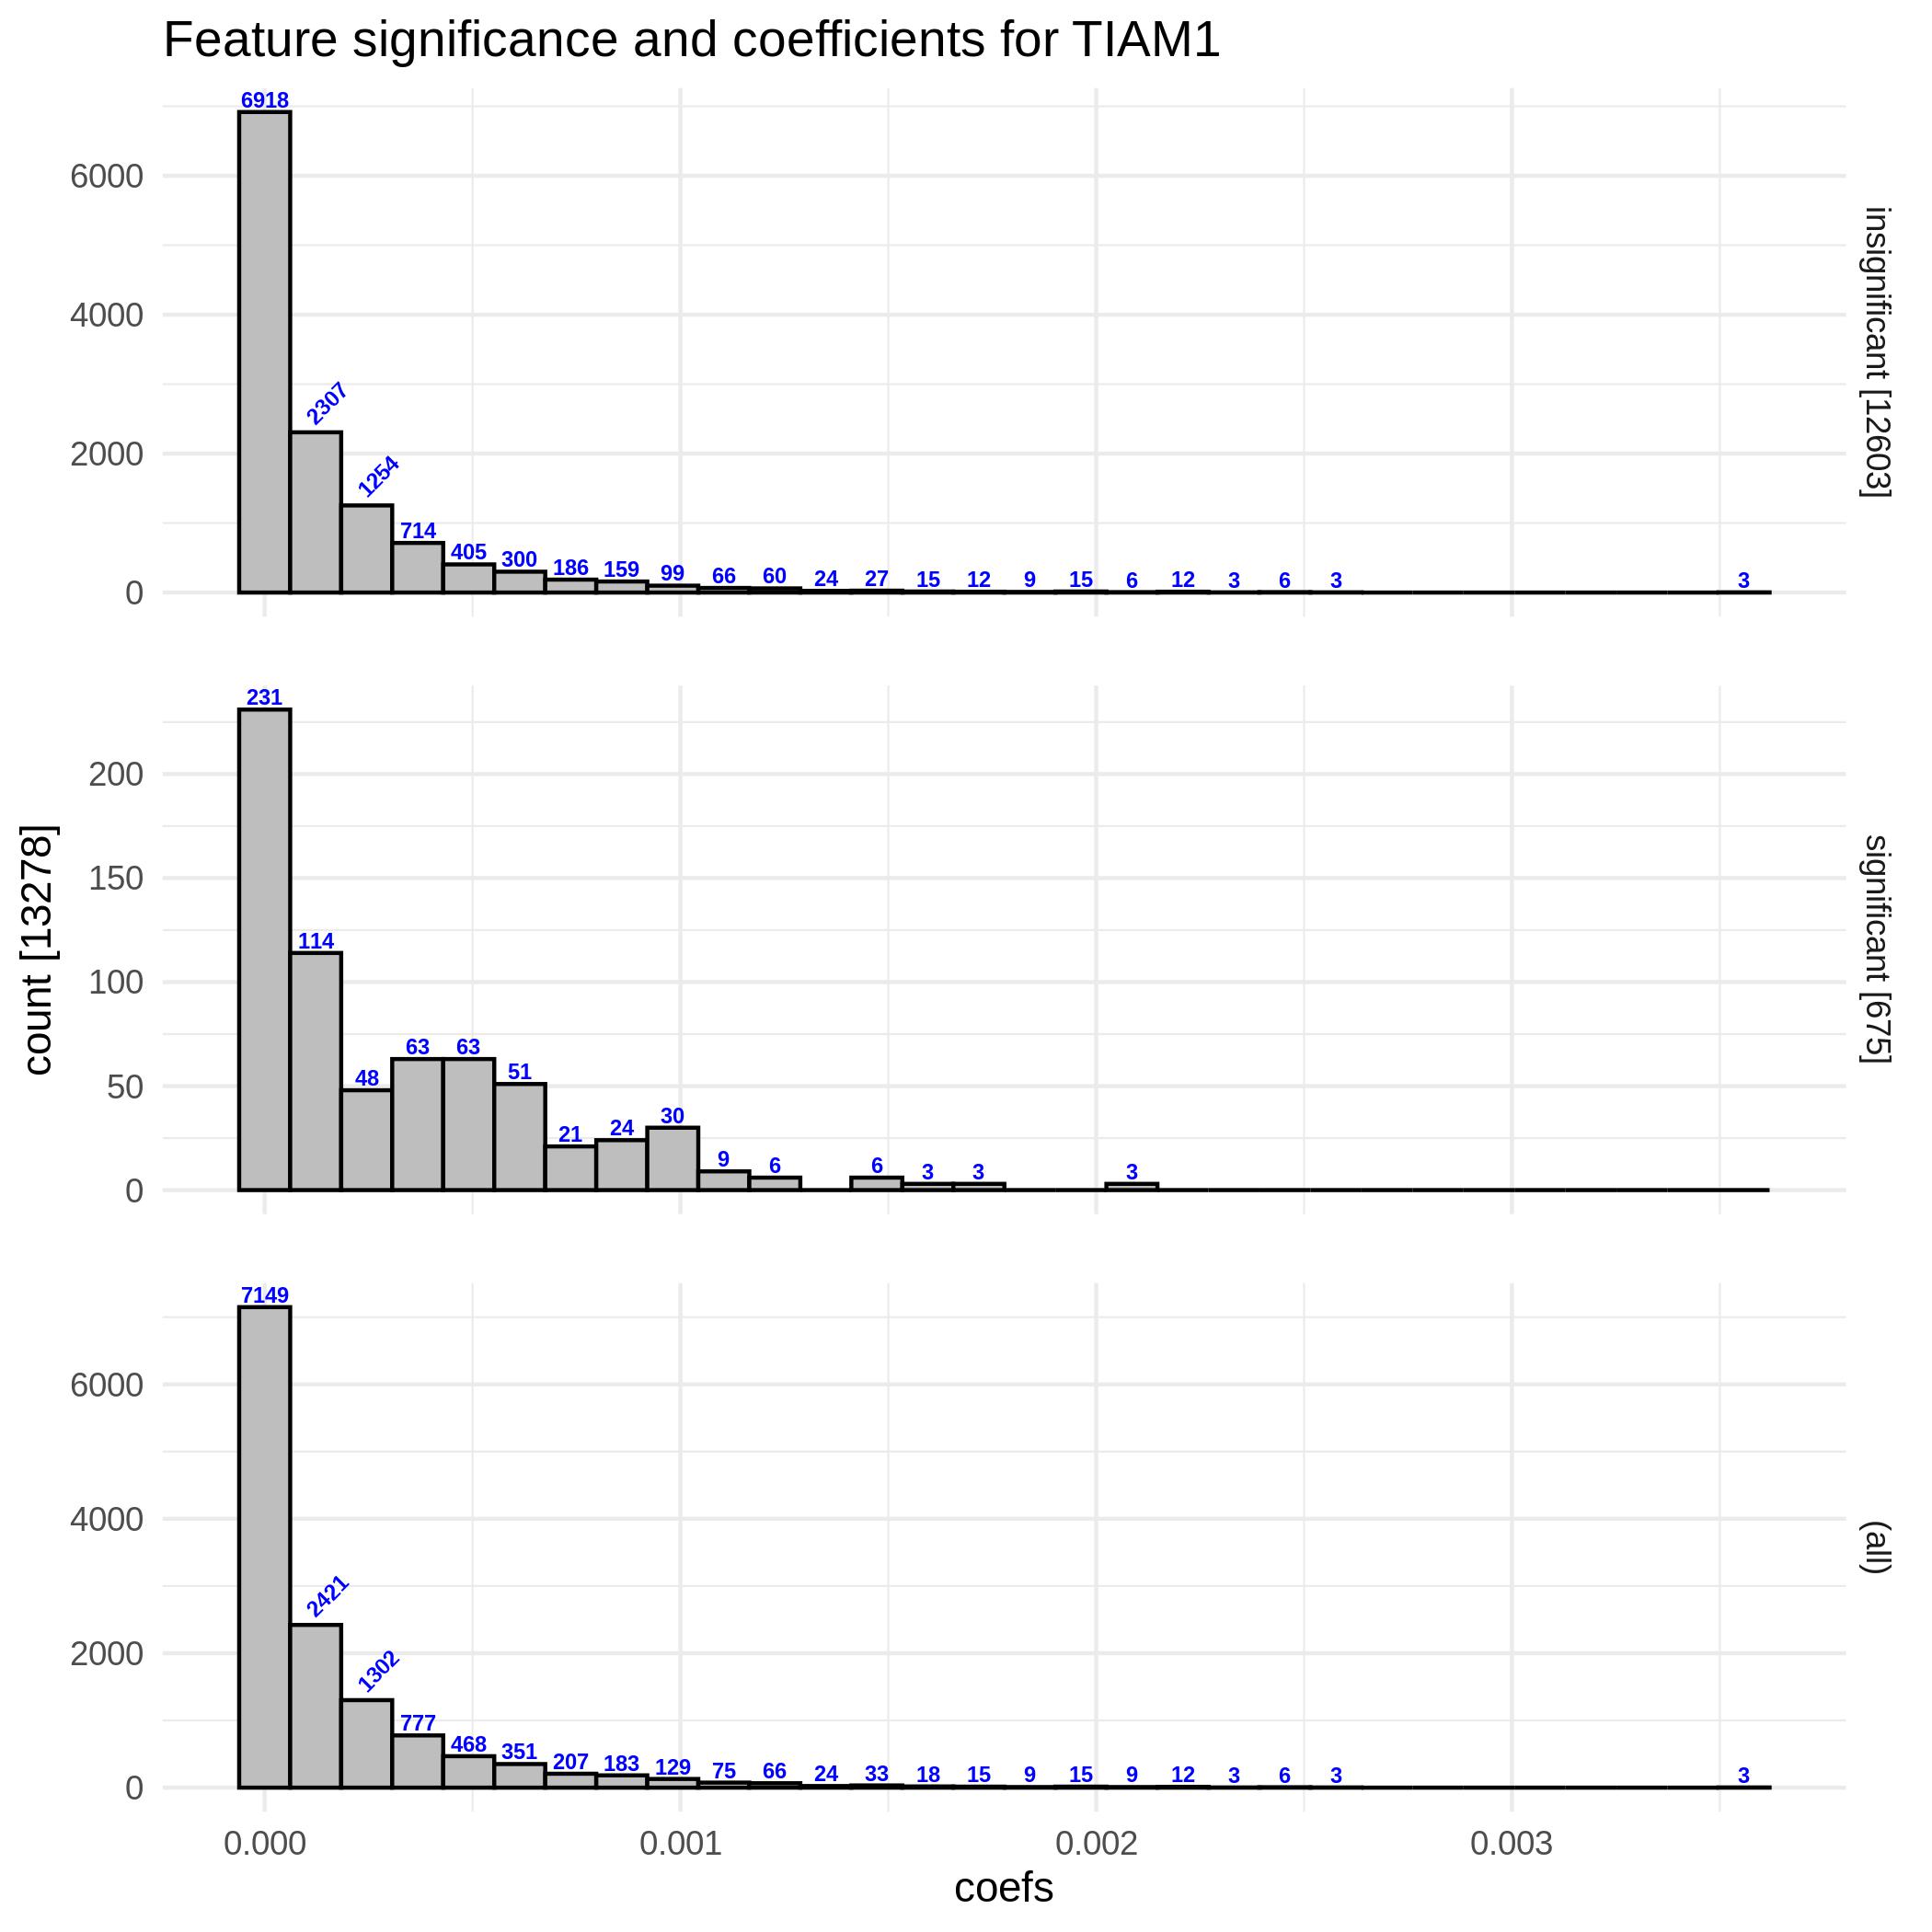 Feature significance and coefficients for TIAM1
6918
2307
1254
714 405 300 186 159 99 66 60 24 27 15 12 9 15 6 12 3 6 3 3
6000
4000
2000
0
insignificant [12603]
231
114
48 63 63 51 21 24 30 9 6 6 3 3 3
200
150
100
50
0
significant [675]
count [13278]
7149
2421
1302
777 468 351 207 183 129 75 66 24 33 18 15 9 15 9 12 3 6 3 3
6000
4000
2000
0
(all)
0.000 0.001 0.002 0.003
coefs